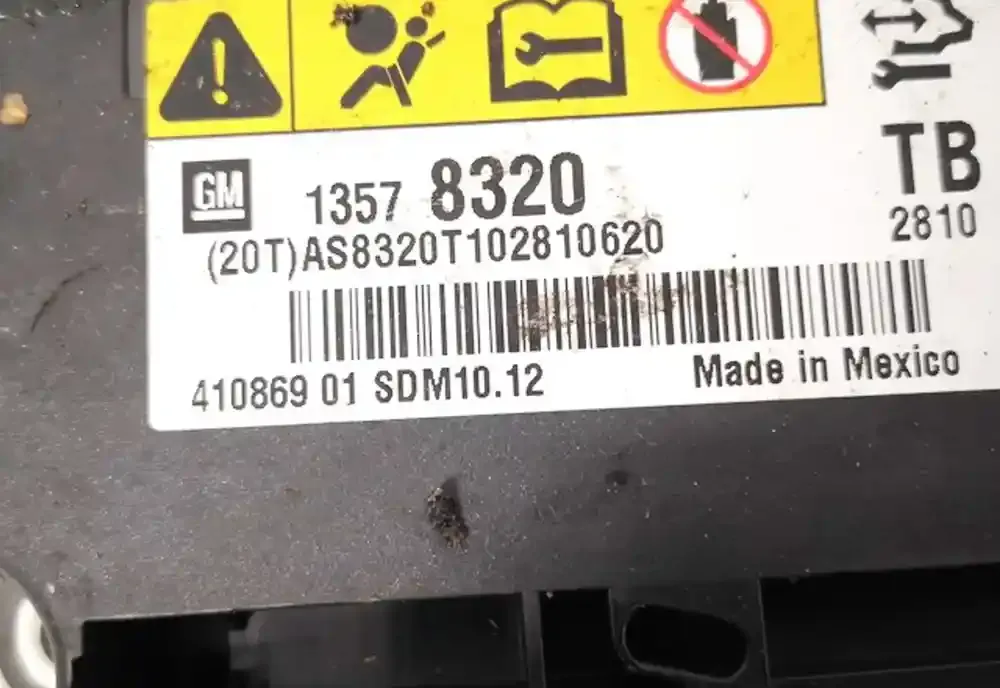 TB
GM 1357 8320
2810
(20T)AS8320T102810620
410869 01 SDM10.12 Made in Mexico